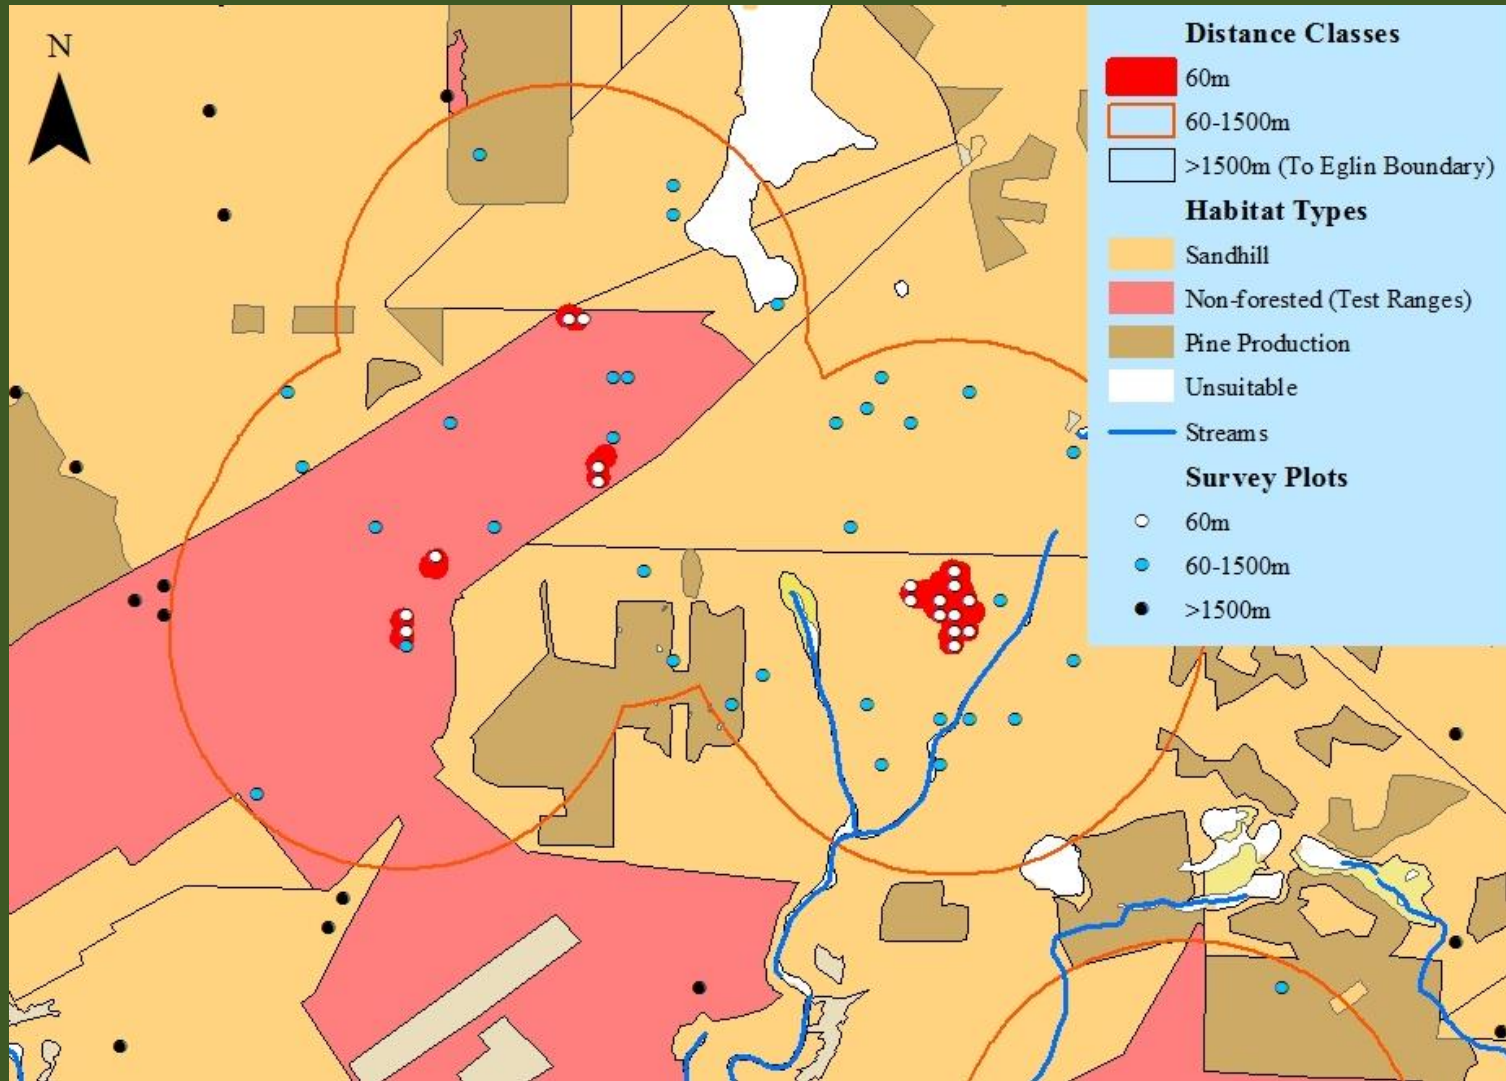 N
Distance Classes
60m
60-1500m
>1500m (To Eglin Boundary)
Habitat Types
Sandhill
Non-forested (Test Ranges)
Pine Production
Unsuitable
Streams
Survey Plots
60m
60-1500m
>1500m